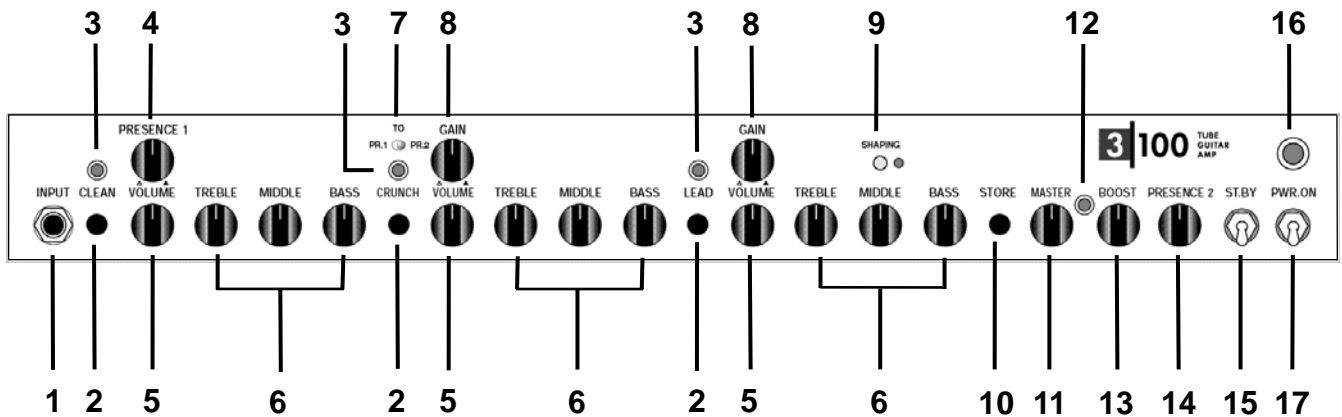 3 4 7 8 3 8 9 12 16
3
PRESENCE 1 TO GAIN GAIN
PR.1 PR.2 SHAPING 3 100 TUBE
GUITAR
AMP
INPUT CLEAN VOLUME TREBLE MIDDLE BASS CRUNCH VOLUME TREBLE MIDDLE BASS LEAD VOLUME TREBLE MIDDLE BASS STORE MASTER BOOST PRESENCE 2 ST.BY PWR.ON
1 2 5 6 2 5 6 2 5 6 10 11 13 14 15 17